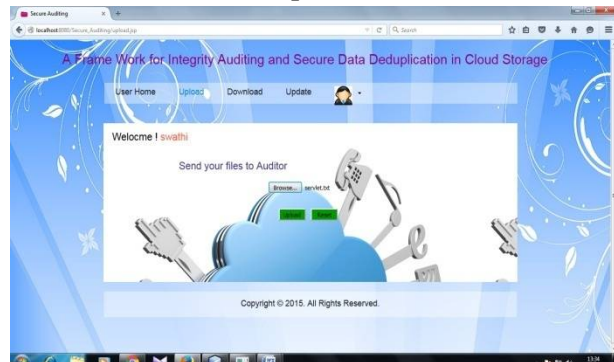 Secure Auditing
localhost:8080/Secure_Auditing/upload.jsp
Search
A Frame Work for Integrity Auditing and Secure Data Deduplication in Cloud Storage
User Home Upload Download Update
Welocme ! swathi
Send your files to Auditor
Browse... servlet.txt
upload Reset
Copyright © 2015. All Rights Reserved.
13:34